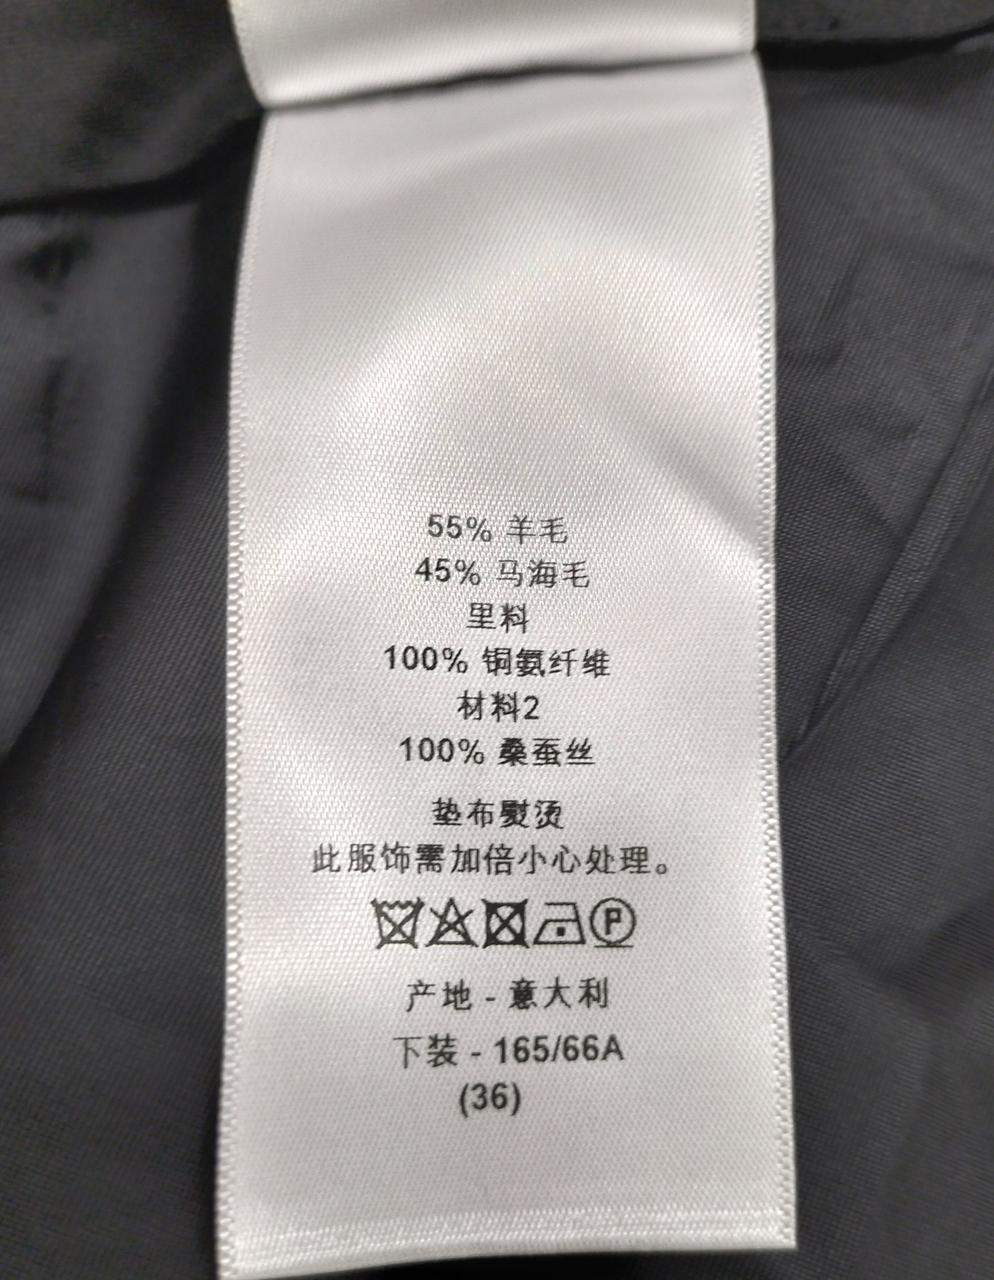 55% 羊毛
45% 马海毛
里料
100% 铜氨纤维
材料2
100% 桑蚕丝
垫布熨烫
此服饰需加倍小心处理。
P
产地 - 意大利
下装 - 165/66A
(36)